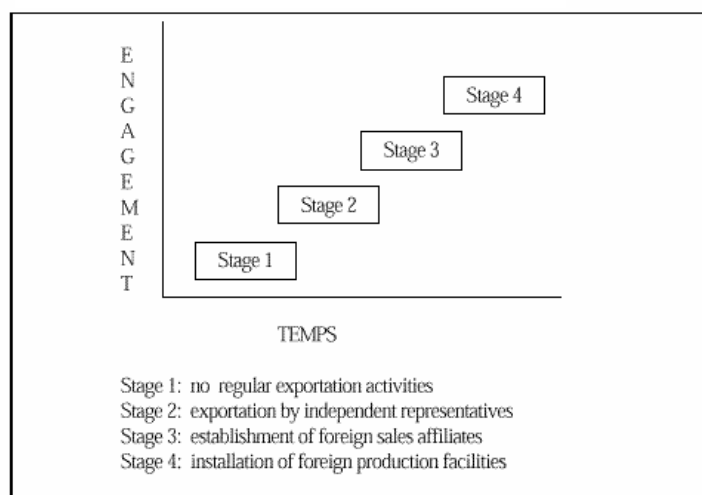 ENGAGEMENT
Stage 4
Stage 3
Stage 2
Stage 1
TEMPS
Stage 1: no regular exportation activities
Stage 2: exportation by independent representatives
Stage 3: establishment of foreign sales affiliates
Stage 4: installation of foreign production facilities